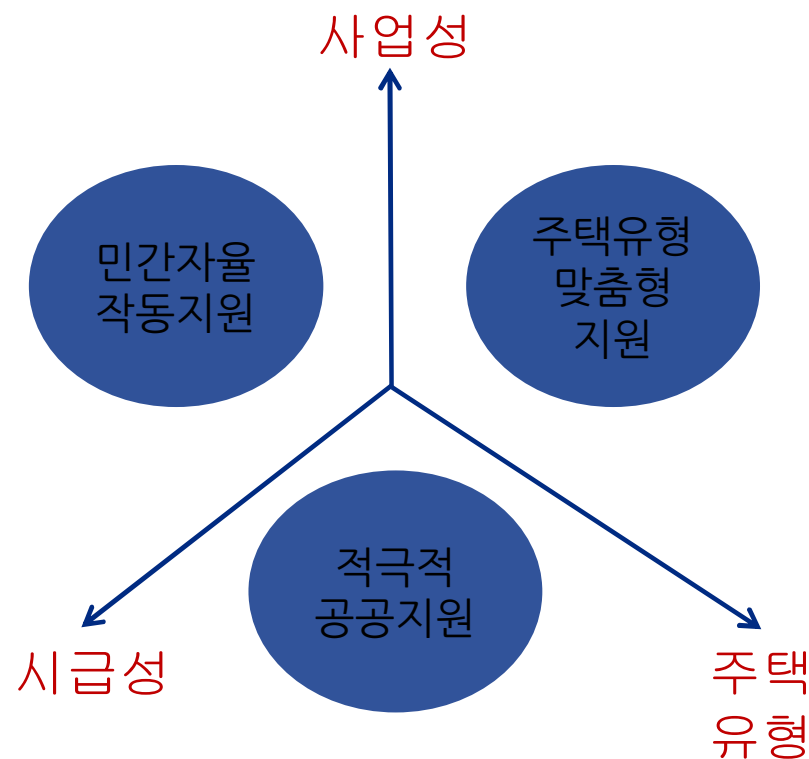 사업성
민간자율
작동지원
주택유형
맞춤형
지원
적극적
공공지원
시급성
주택
유형